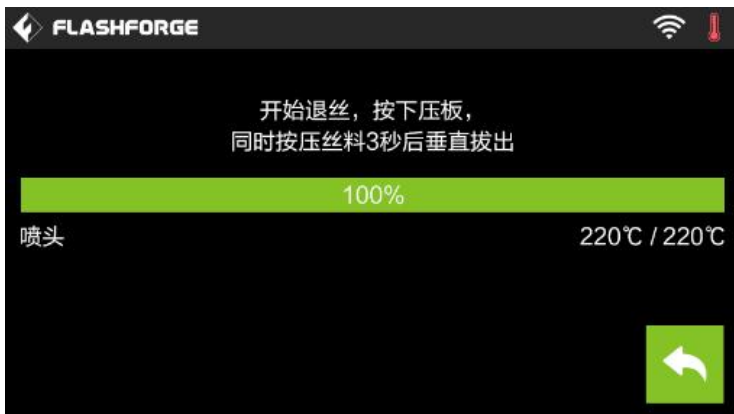 FLASHFORGE
开始退丝，按下压板，
同时按压丝料3秒后垂直拔出
100%
喷头 220℃ / 220℃